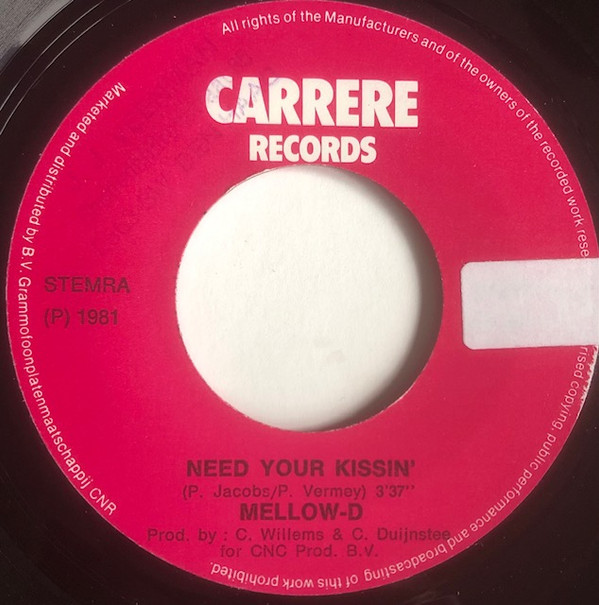 All rights of the Manufacturers and of the owners of the recorded work rese
rised copying, public performance and broadcasting of this work prohibited
Marketed and distributed by B.V. Grammofoonplatenmaatschappij CNR
CARRERE
RECORDS
STEMRA
(P) 1981
NEED YOUR KISSIN'
(P. Jacobs/P. Vermey) 3'37"
MELLOW-D
Prod. by : C. Willems & C. Duijnstee
for CNC Prod. B.V.